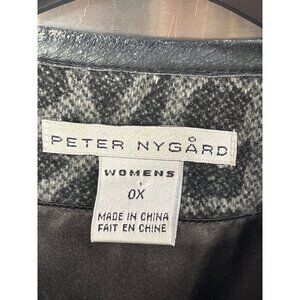 PETER NYGÅRD
WOMENS
0X
MADE IN CHINA
FAIT EN CHINE